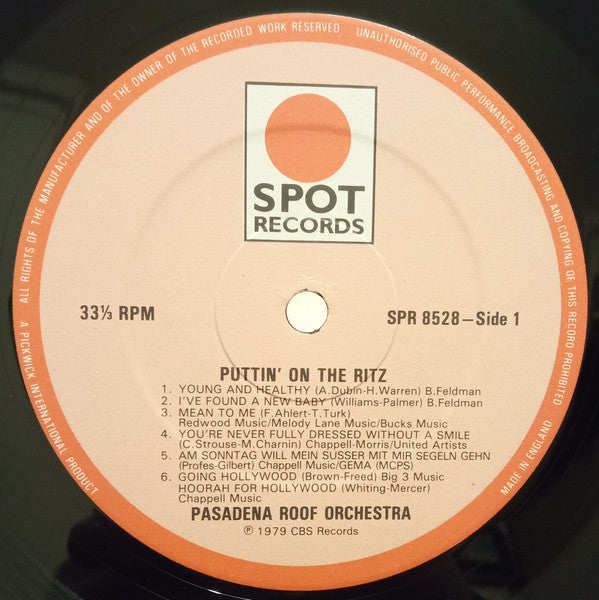 ALL RIGHTS OF THE MANUFACTURER AND OF THE OWNER OF THE RECORDED WORK RESERVED
UNAUTHORISED PUBLIC PERFORMANCE BROADCASTING AND COPYING OF THIS RECORD PROHIBITED
SPOT
RECORDS
33⅓ RPM
SPR 8528–Side 1
PUTTIN' ON THE RITZ
1. YOUNG AND HEALTHY (A.Dubin-H.Warren) B.Feldman
2. I'VE FOUND A NEW BABY (Williams-Palmer) B.Feldman
3. MEAN TO ME (F.Ahlert-T.Turk)
Redwood Music/Melody Lane Music/Bucks Music
4. YOU'RE NEVER FULLY DRESSED WITHOUT A SMILE
(C.Strouse-M.Charnin) Chappell-Morris/United Artists
5. AM SONNTAG WILL MEIN SUSSER MIT MIR SEGELN GEHN
(Profes-Gilbert) Chappell Music/GEMA (MCPS)
6. GOING HOLLYWOOD (Brown-Freed) Big 3 Music
HOORAH FOR HOLLYWOOD (Whiting-Mercer)
Chappell Music
PASADENA ROOF ORCHESTRA
℗ 1979 CBS Records
A PICKWICK INTERNATIONAL PRODUCT
MADE IN ENGLAND